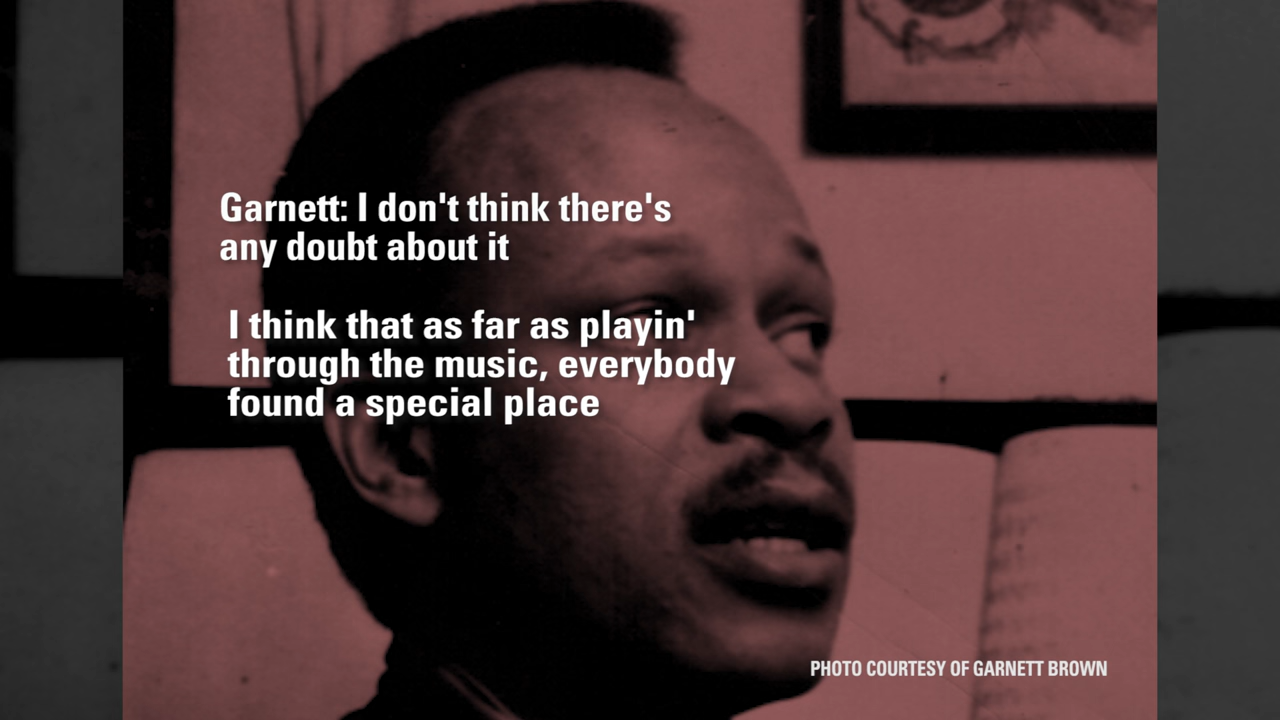 Garnett: I don't think there's
any doubt about it
I think that as far as playin'
through the music, everybody
found a special place
PHOTO COURTESY OF GARNETT BROWN